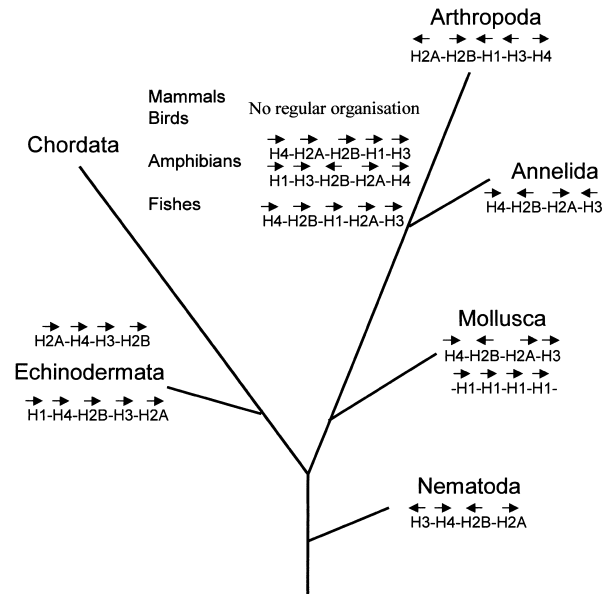 Arthropoda
H2A-H2B-H1-H3-H4
Mammals
Birds
No regular organisation
Chordata
Amphibians
H4-H2A-H2B-H1-H3
H1-H3-H2B-H2A-H4
Fishes
H4-H2B-H1-H2A-H3
Annelida
H4-H2B-H2A-H3
H2A-H4-H3-H2B
Echinodermata
H1-H4-H2B-H3-H2A
Mollusca
H4-H2B-H2A-H3
-H1-H1-H1-H1-
Nematoda
H3-H4-H2B-H2A